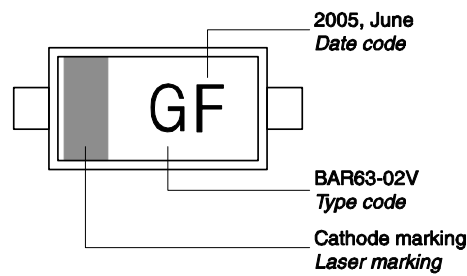 2005, June
Date code
GF
BAR63-02V
Type code
Cathode marking
Laser marking